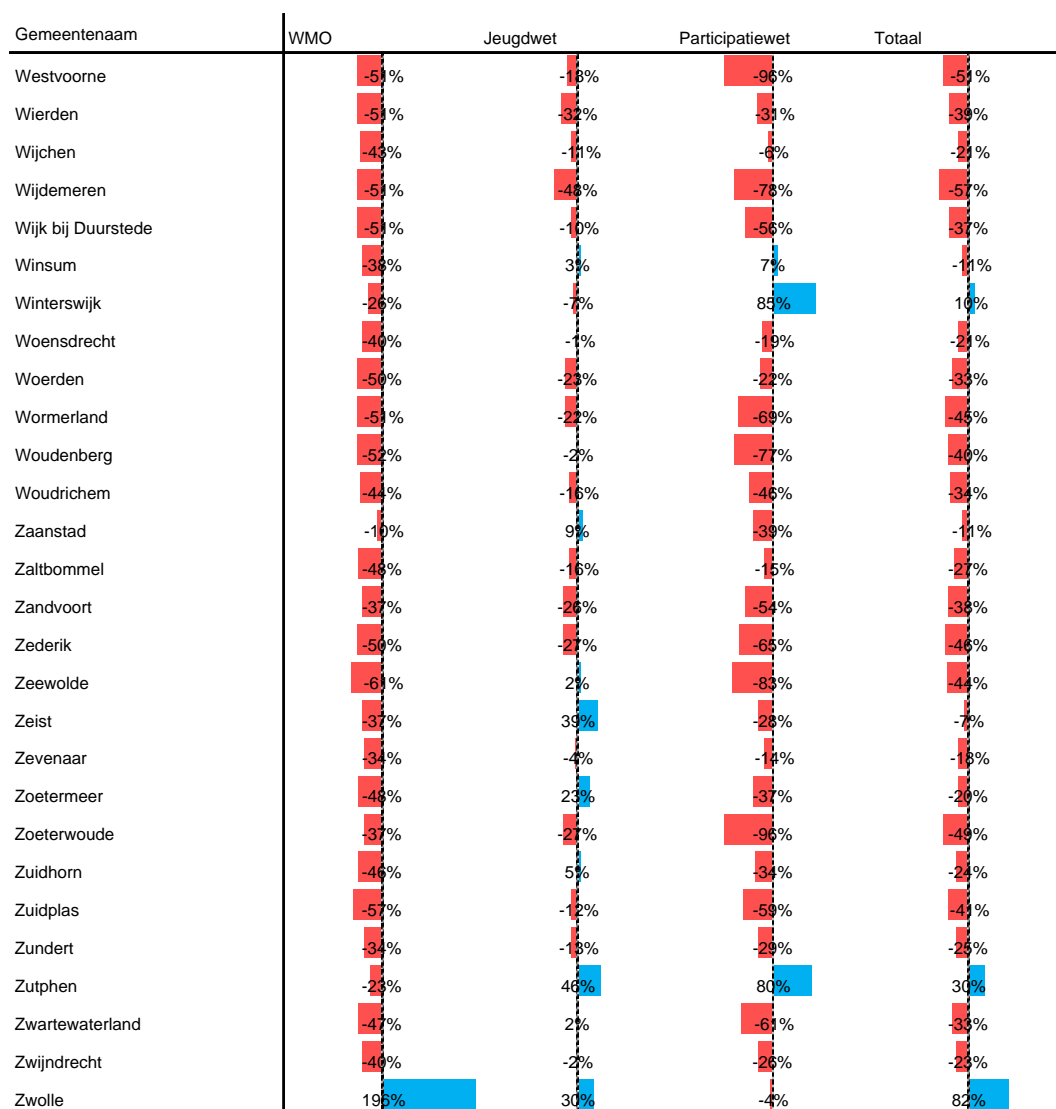 Gemeentenaam WMO Jeugdwet Participatiewet Totaal
Westvoorne -51% -18% -96% -51%
Wierden -51% -32% -31% -39%
Wijchen -43% -11% -6% -21%
Wijdemeren -51% -48% -78% -57%
Wijk bij Duurstede -51% -10% -56% -37%
Winsum -38% 3% 7% -11%
Winterswijk -26% -7% 85% 10%
Woensdrecht -40% -1% -19% -21%
Woerden -50% -23% -22% -33%
Wormerland -51% -22% -69% -45%
Woudenberg -52% -2% -77% -40%
Woudrichem -44% -16% -46% -34%
Zaanstad -10% 9% -39% -11%
Zaltbommel -48% -16% -15% -27%
Zandvoort -37% -26% -54% -38%
Zederik -50% -27% -65% -46%
Zeewolde -61% 2% -83% -44%
Zeist -37% 39% -28% -7%
Zevenaar -34% -4% -14% -18%
Zoetermeer -48% 23% -37% -20%
Zoeterwoude -37% -27% -96% -49%
Zuidhorn -46% 5% -34% -24%
Zuidplas -57% -12% -59% -41%
Zundert -34% -13% -29% -25%
Zutphen -23% 46% 80% 30%
Zwartewaterland -47% 2% -61% -33%
Zwijndrecht -40% -2% -26% -23%
Zwolle 196% 30% -4% 82%